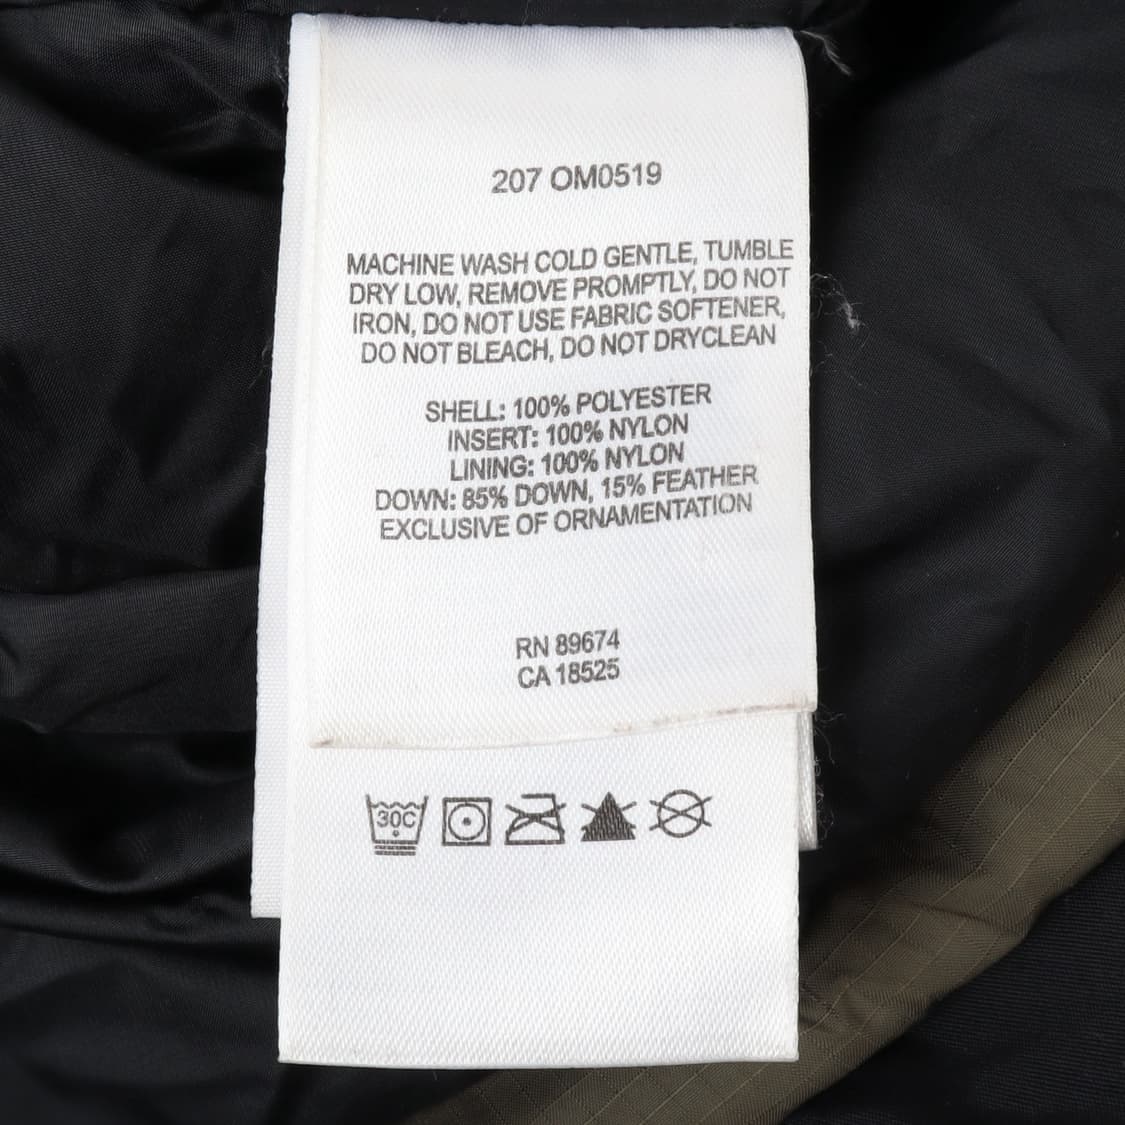 207 OM0519
MACHINE WASH COLD GENTLE, TUMBLE
DRY LOW, REMOVE PROMPTLY, DO NOT
IRON, DO NOT USE FABRIC SOFTENER,
DO NOT BLEACH, DO NOT DRYCLEAN
SHELL: 100% POLYESTER
INSERT: 100% NYLON
LINING: 100% NYLON
DOWN: 85% DOWN, 15% FEATHER
EXCLUSIVE OF ORNAMENTATION
RN 89674
CA 18525
30C